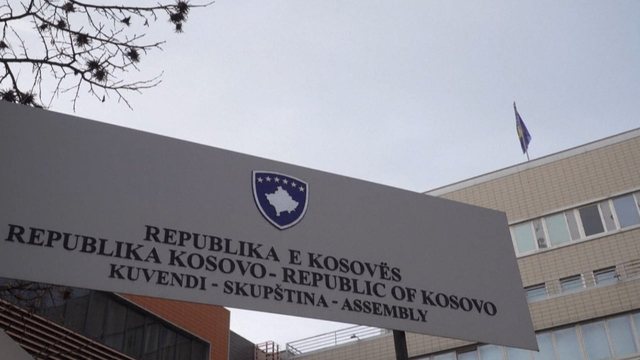 REPUBLIKA E KOSOVËS
REPUBLIKA KOSOVO - REPUBLIC OF KOSOVO
KUVENDI - SKUPŠTINA - ASSEMBLY